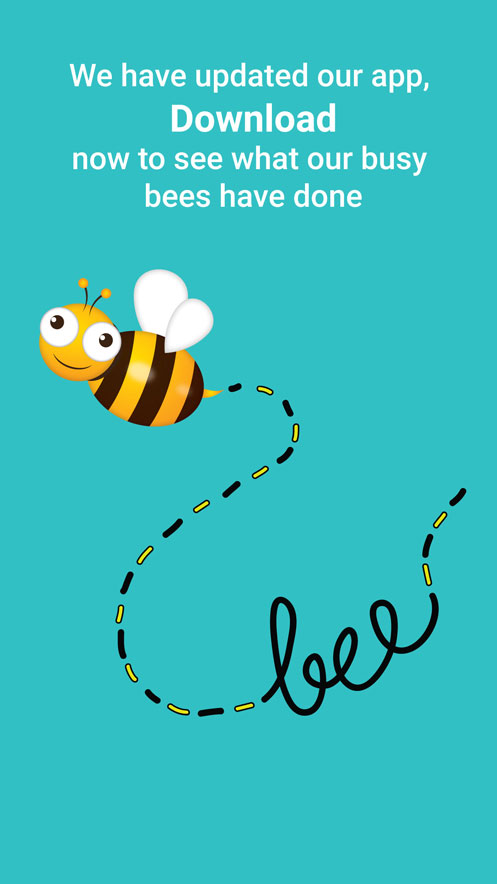 We have updated our app,
Download
now to see what our busy
bees have done
bee